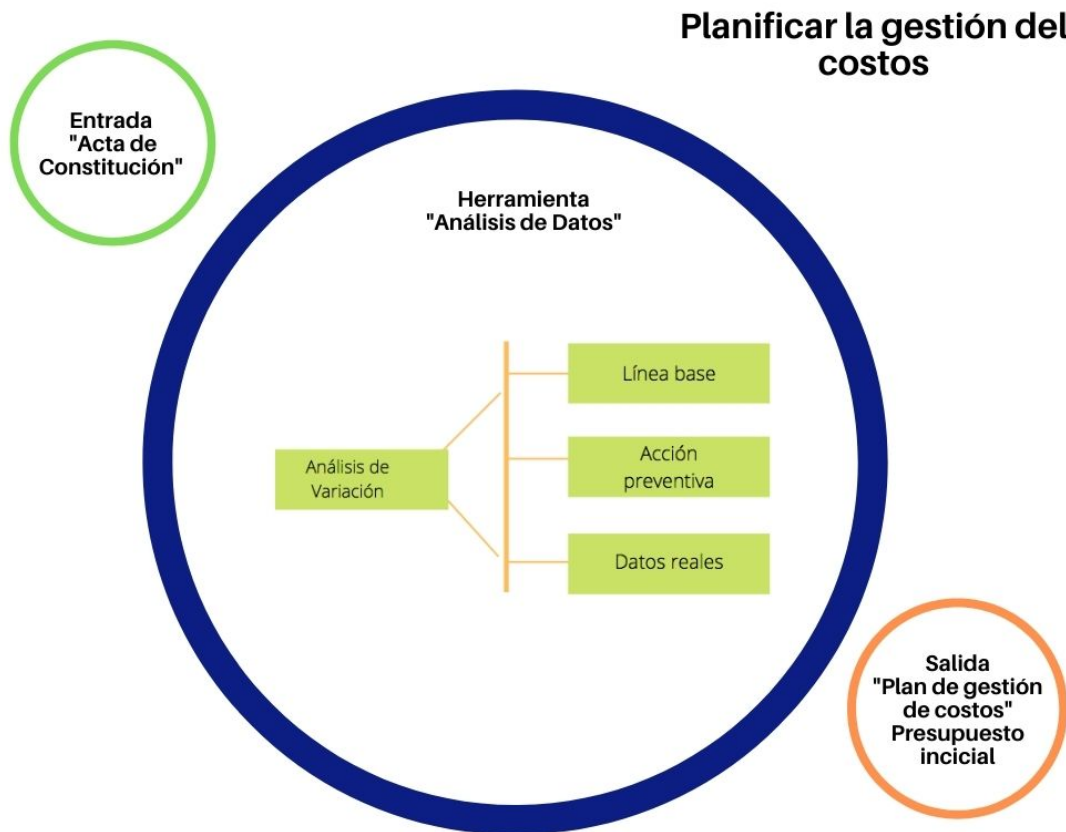 Planificar la gestión del
costos
Entrada
"Acta de
Constitución"
Herramienta
"Análisis de Datos"
Análisis de
Variación
Línea base
Acción
preventiva
Datos reales
Salida
"Plan de gestión
de costos"
Presupuesto
incicial